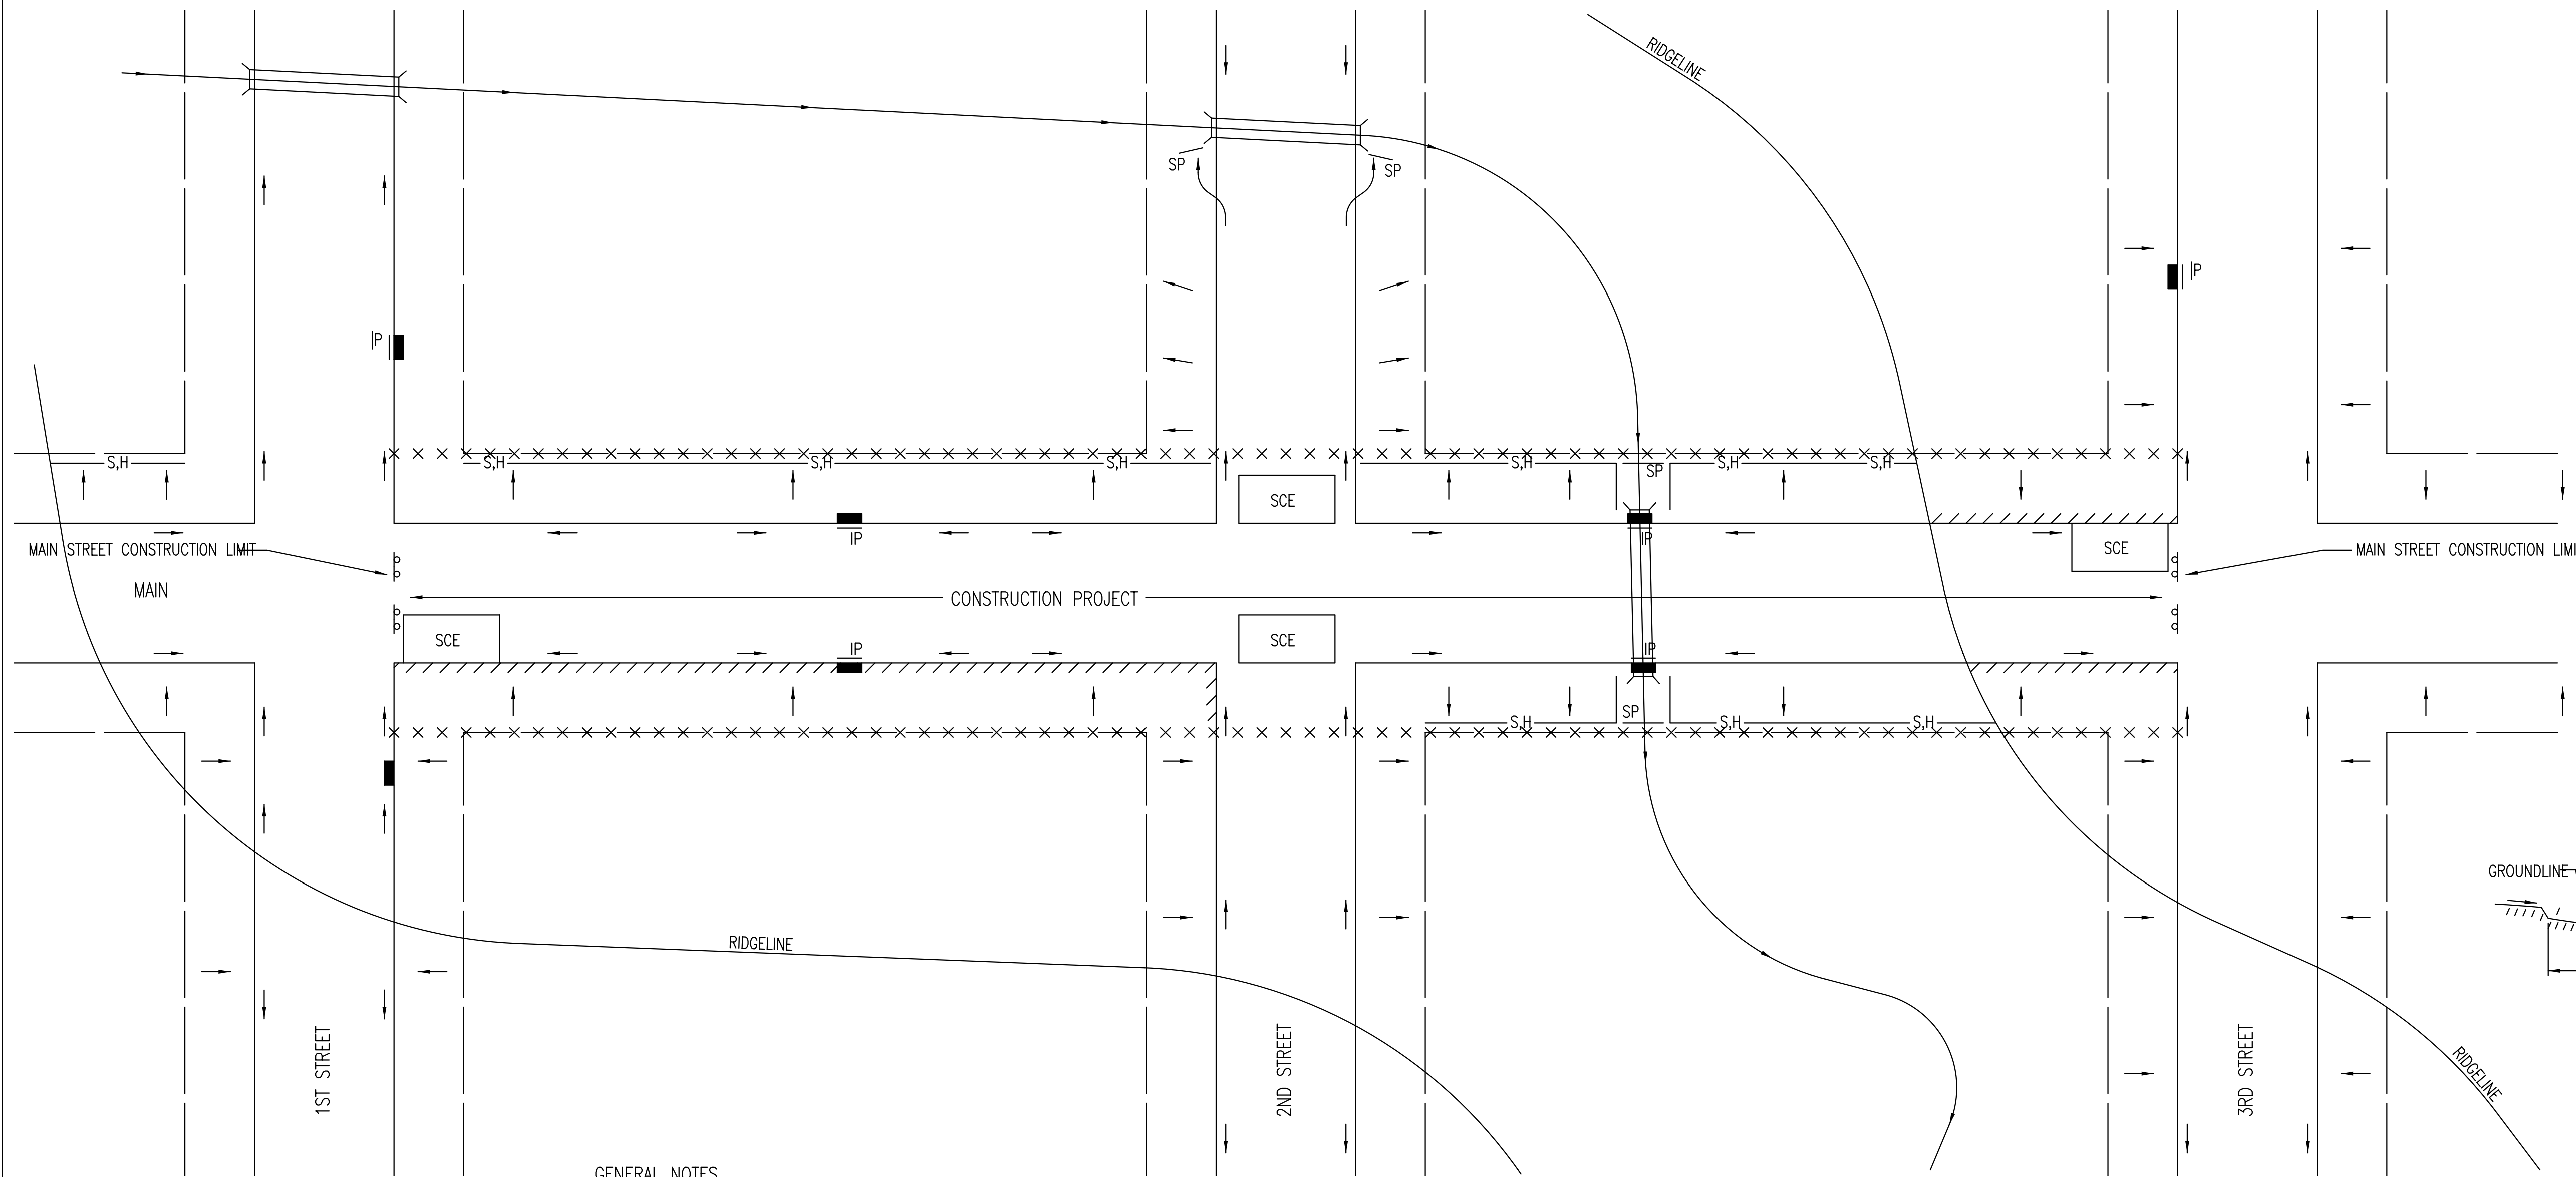 RIDGELINE
SP
SP
IP
IP
S,H
S,H
S,H
S,H
S,H
SP
S,H
S,H
SCE
IP
IP
MAIN STREET CONSTRUCTION LIMIT
SCE
MAIN STREET CONSTRUCTION LIMI
MAIN
CONSTRUCTION PROJECT
SCE
SCE
IP
IP
SP
S,H
S,H
S,H
GROUNDLINE
RIDGELINE
1ST STREET
2ND STREET
3RD STREET
RIDGELINE
GENERAL NOTES